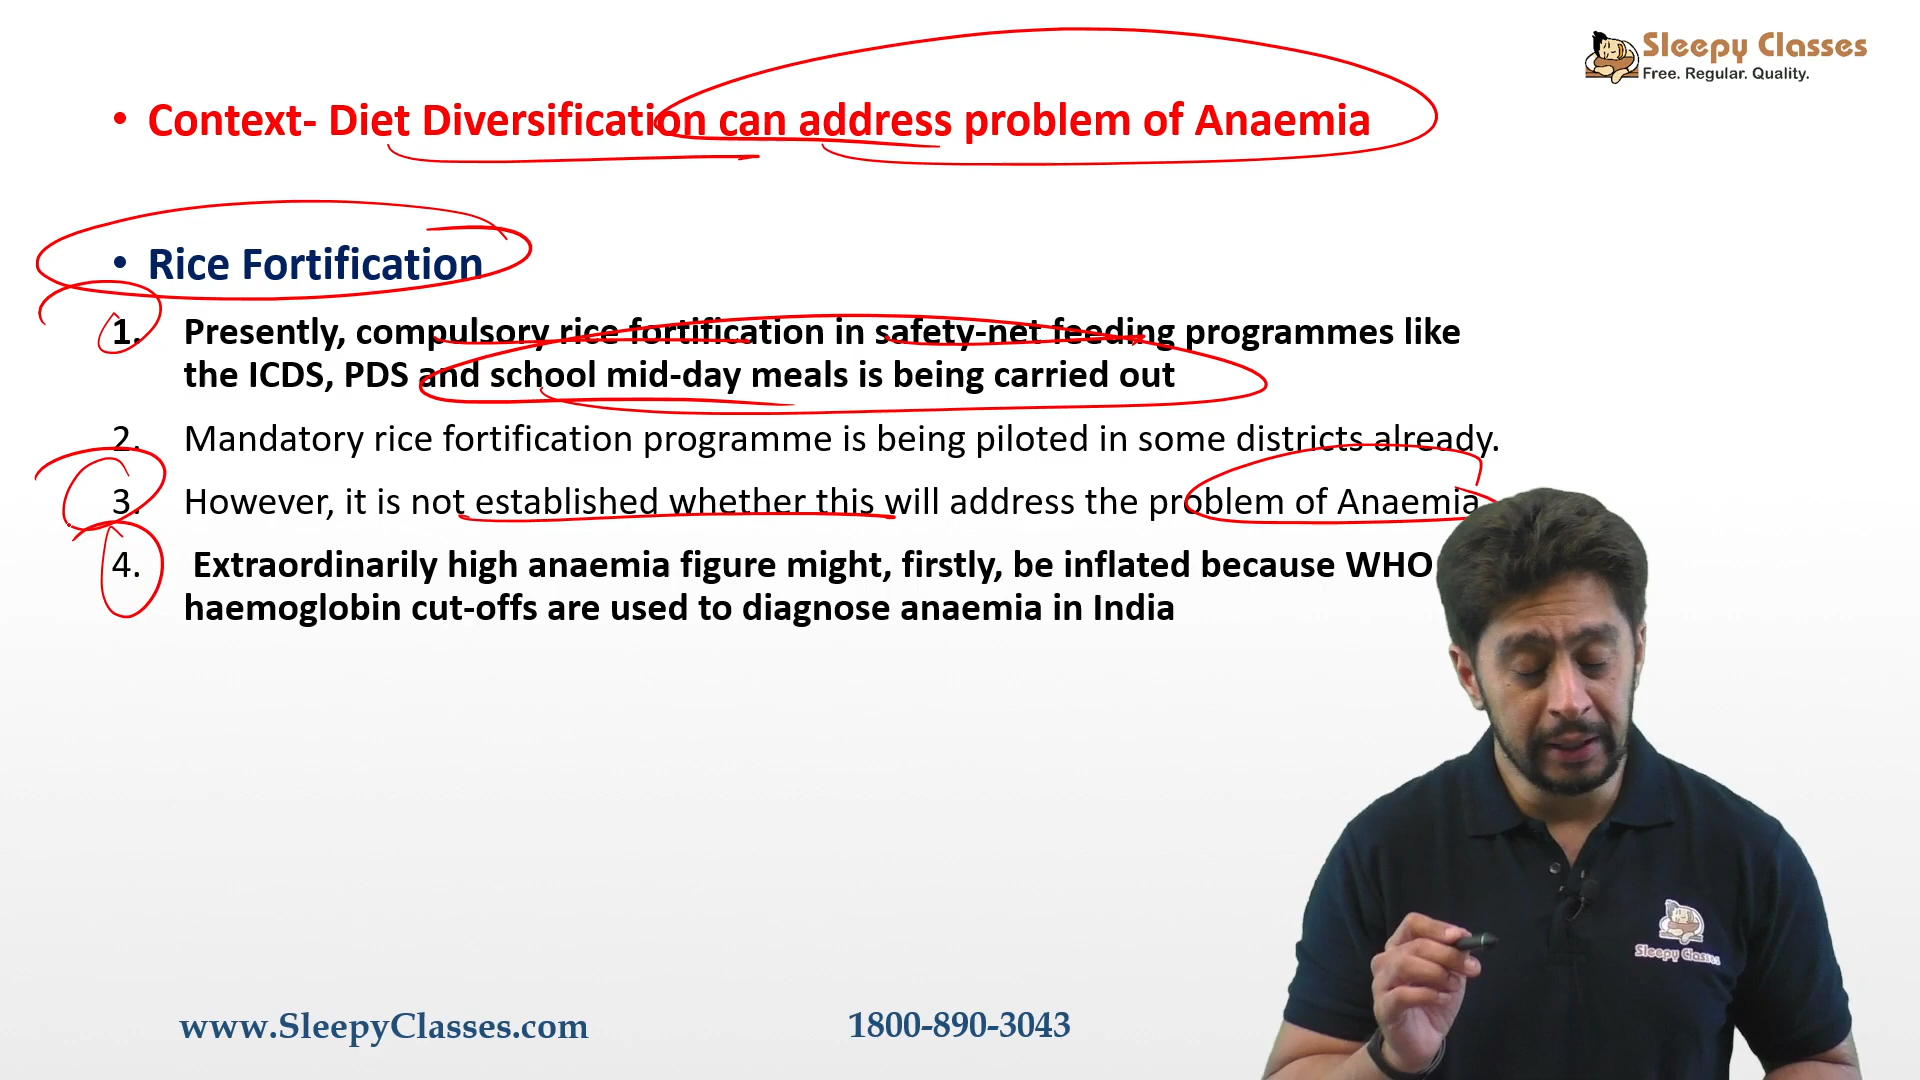 Sleepy Classes
Free. Regular. Quality.
• Context- Diet Diversification can address problem of Anaemia
• Rice Fortification
1. Presently, compulsory rice fortification in safety-net feeding programmes like
the ICDS, PDS and school mid-day meals is being carried out
2. Mandatory rice fortification programme is being piloted in some districts already.
3. However, it is not established whether this will address the problem of Anaemia
4. Extraordinarily high anaemia figure might, firstly, be inflated because WHO
haemoglobin cut-offs are used to diagnose anaemia in India
Sleepy Classes
www.SleepyClasses.com
1800-890-3043